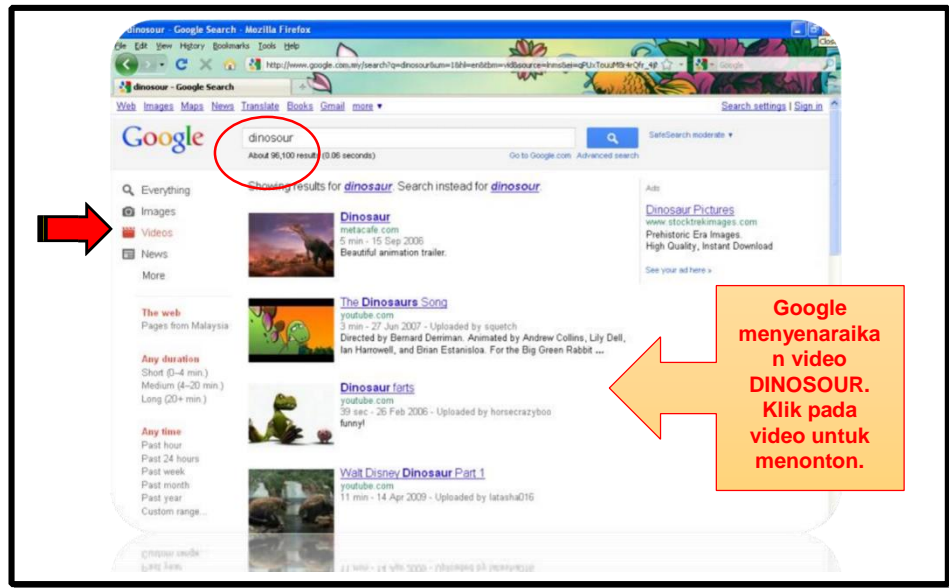 dinosour - Google Search - Mozilla Firefox
File Edit View History Bookmarks Tools Help
Clos
dinosour - Google Search
Web Images Maps News Translate Books Gmail more ▼
Search settings | Sign in
Google
dinosour
SafeSearch moderate ▼
About 96,100 results (0.06 seconds)
Go to Google.com Advanced search
Everything
Images
Videos
News
More
The web
Pages from Malaysia
Any duration
Short (0–4 min.)
Medium (4–20 min.)
Long (20+ min.)
Any time
Past hour
Past 24 hours
Past week
Past month
Past year
Custom range...
Showing results for dinosaur. Search instead for dinosour.
Dinosaur
metacafe.com
5 min - 15 Sep 2006
Beautiful animation trailer.
The Dinosaurs Song
youtube.com
3 min - 27 Jun 2007 - Uploaded by squetch
Directed by Bernard Derriman. Animated by Andrew Collins, Lily Dell,
Ian Harrowell, and Brian Estanisloa. For the Big Green Rabbit ...
Dinosaur farts
youtube.com
39 sec - 26 Feb 2006 - Uploaded by horsecrazyboo
funny!
Walt Disney Dinosaur Part 1
youtube.com
11 min - 14 Apr 2009 - Uploaded by latasha016
Ads
Dinosaur Pictures
www.stocktrekimages.com
Prehistoric Era Images.
High Quality, Instant Download
See your ad here »
Google
menyenaraika
n video
DINOSOUR.
Klik pada
video untuk
menonton.